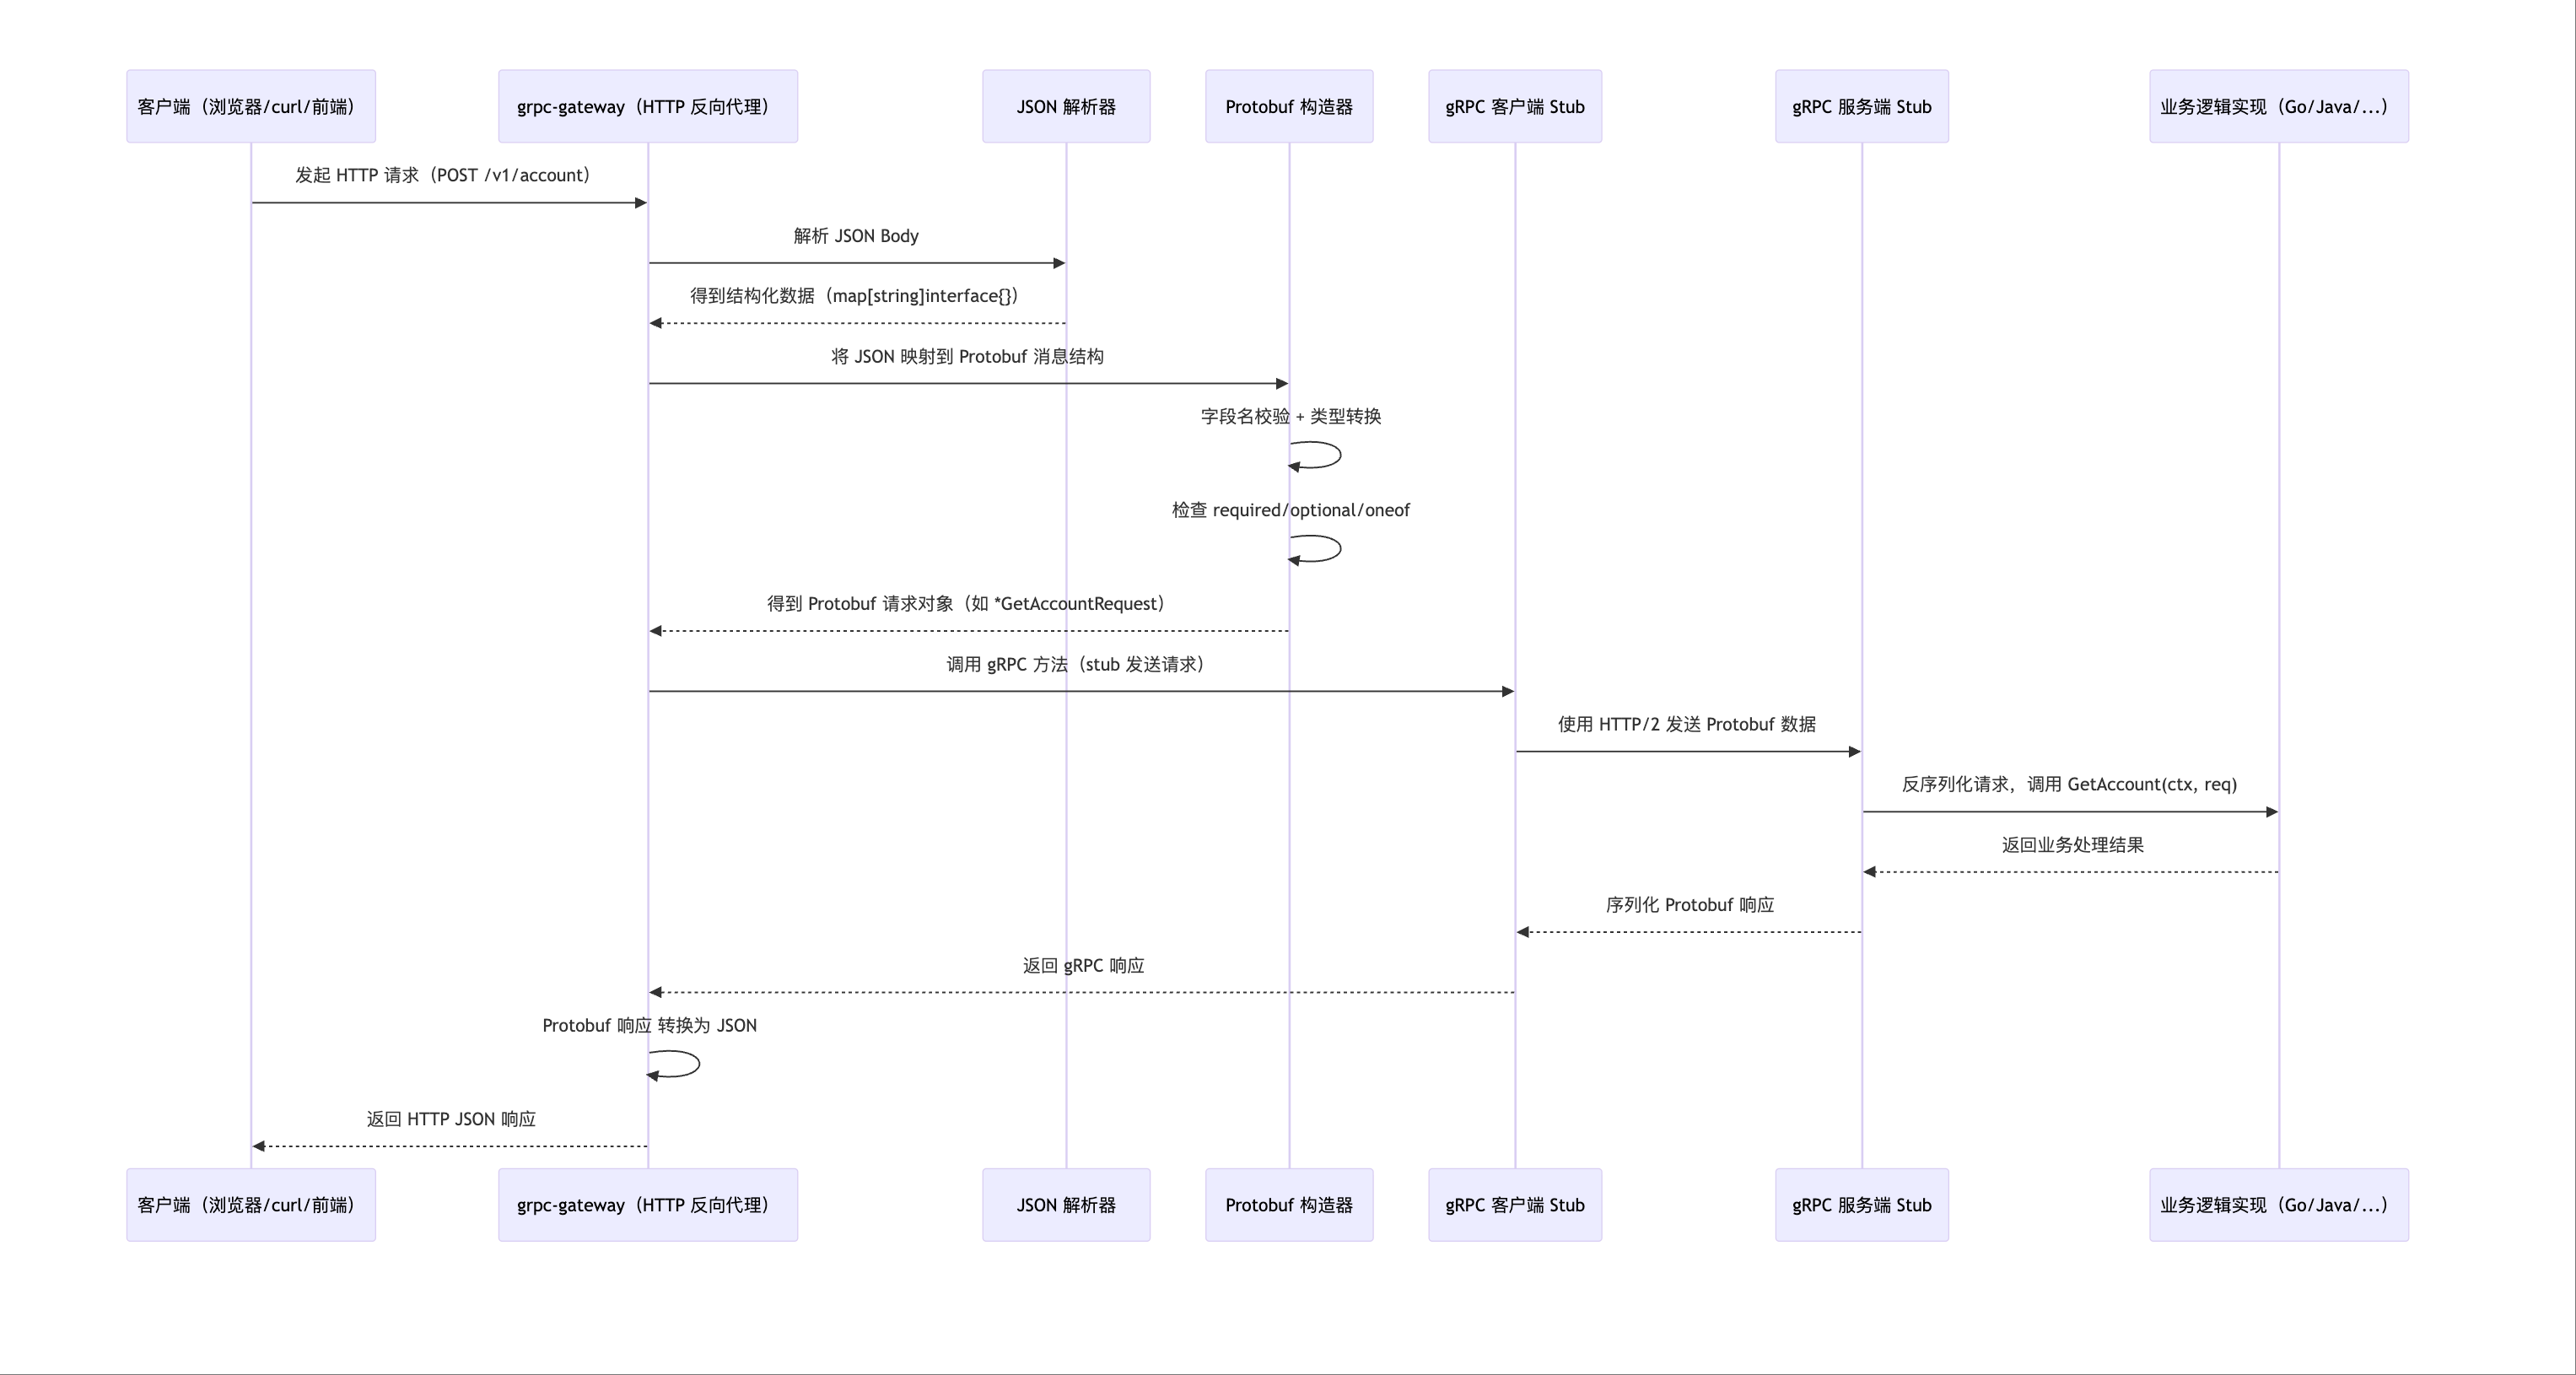 客户端（浏览器/curl/前端）
grpc-gateway（HTTP 反向代理）
JSON 解析器
Protobuf 构造器
gRPC 客户端 Stub
gRPC 服务端 Stub
业务逻辑实现（Go/Java/...）
发起 HTTP 请求（POST /v1/account）
解析 JSON Body
得到结构化数据（map[string]interface{}）
将 JSON 映射到 Protobuf 消息结构
字段名校验 + 类型转换
检查 required/optional/oneof
得到 Protobuf 请求对象（如 *GetAccountRequest）
调用 gRPC 方法（stub 发送请求）
使用 HTTP/2 发送 Protobuf 数据
反序列化请求，调用 GetAccount(ctx, req)
返回业务处理结果
序列化 Protobuf 响应
返回 gRPC 响应
Protobuf 响应 转换为 JSON
返回 HTTP JSON 响应
客户端（浏览器/curl/前端）
grpc-gateway（HTTP 反向代理）
JSON 解析器
Protobuf 构造器
gRPC 客户端 Stub
gRPC 服务端 Stub
业务逻辑实现（Go/Java/...）